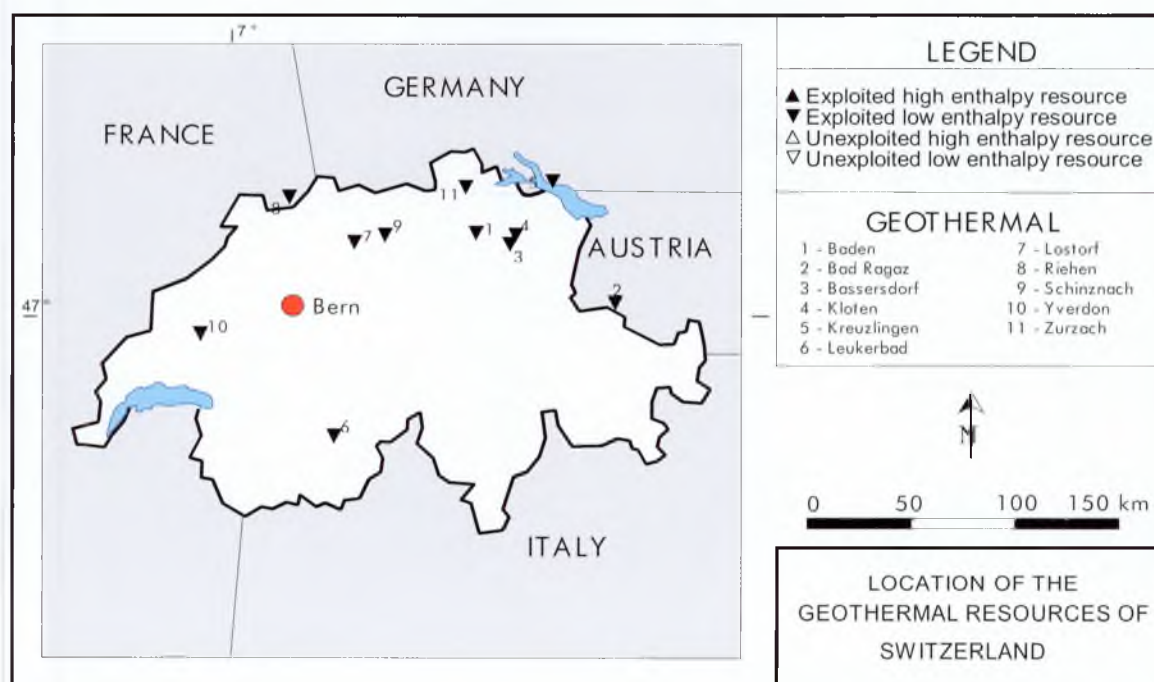 7°
GERMANY
FRANCE
5
11
8
7
9
1
4
3
AUSTRIA
2
47°
Bern
10
6
ITALY
LEGEND
▲ Exploited high enthalpy resource
▼ Exploited low enthalpy resource
△ Unexploited high enthalpy resource
▽ Unexploited low enthalpy resource
GEOTHERMAL
1 - Baden
2 - Bad Ragaz
3 - Bassersdorf
4 - Kloten
5 - Kreuzlingen
6 - Leukerbad
7 - Lostorf
8 - Riehen
9 - Schinznach
10 - Yverdon
11 - Zurzach
N
0 50 100 150 km
LOCATION OF THE
GEOTHERMAL RESOURCES OF
SWITZERLAND